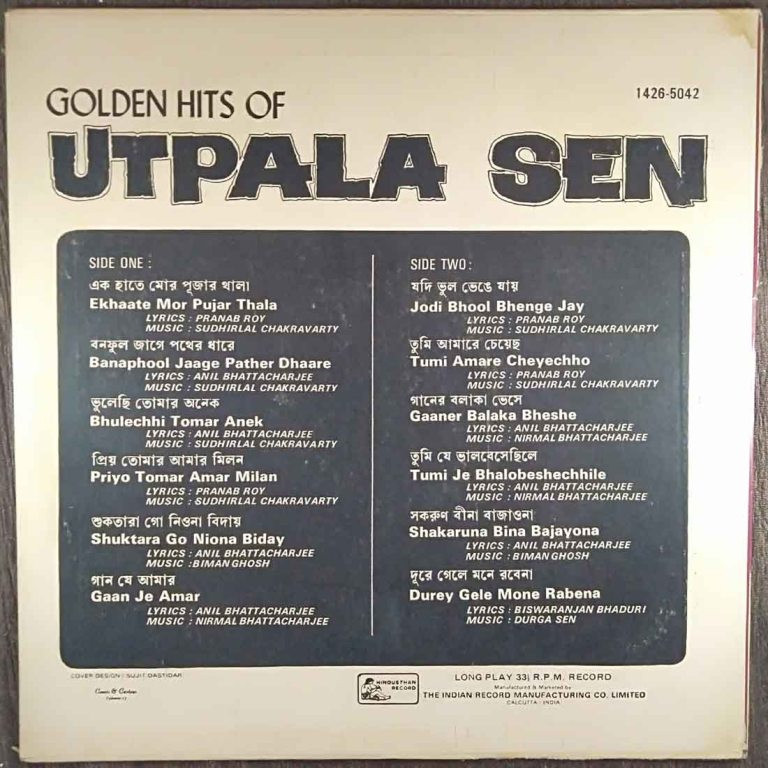 GOLDEN HITS OF
1426-5042
UTPALA SEN
SIDE ONE :
এক হাতে মোর পূজার থালা
Ekhaate Mor Pujar Thala
LYRICS : PRANAB ROY
MUSIC : SUDHIRLAL CHAKRAVARTY
বনফুল জাগে পথের ধারে
Banaphool Jaage Pather Dhaare
LYRICS : ANIL BHATTACHARJEE
MUSIC : SUDHIRLAL CHAKRAVARTY
ভুলেছি তোমার অনেক
Bhulechhi Tomar Anek
LYRICS : ANIL BHATTACHARJEE
MUSIC : SUDHIRLAL CHAKRAVARTY
প্রিয় তোমার আমার মিলন
Priyo Tomar Amar Milan
LYRICS : PRANAB ROY
MUSIC : SUDHIRLAL CHAKRAVARTY
শুকতারা গো নিওনা বিদায়
Shuktara Go Niona Biday
LYRICS : ANIL BHATTACHARJEE
MUSIC : BIMAN GHOSH
গান যে আমার
Gaan Je Amar
LYRICS : ANIL BHATTACHARJEE
MUSIC : NIRMAL BHATTACHARJEE
SIDE TWO :
যদি ভুল ভেঙে যায়
Jodi Bhool Bhenge Jay
LYRICS : PRANAB ROY
MUSIC : SUDHIRLAL CHAKRAVARTY
তুমি আমারে চেয়েছ
Tumi Amare Cheyechho
LYRICS : PRANAB ROY
MUSIC : SUDHIRLAL CHAKRAVARTY
গানের বলাকা ভেসে
Gaaner Balaka Bheshe
LYRICS : ANIL BHATTACHARJEE
MUSIC : NIRMAL BHATTACHARJEE
তুমি যে ভালবেসেছিলে
Tumi Je Bhalobeshechhile
LYRICS : ANIL BHATTACHARJEE
MUSIC : NIRMAL BHATTACHARJEE
সকরুণ বীনা বাজাওনা
Shakaruna Bina Bajayona
LYRICS : ANIL BHATTACHARJEE
MUSIC : BIMAN GHOSH
দূরে গেলে মনে রবেনা
Durey Gele Mone Rabena
LYRICS : BISWARANJAN BHADURI
MUSIC : DURGA SEN
COVER DESIGN : SUJIT DASTIDAR
HINDUSTHAN
RECORD
LONG PLAY 33⅓ R.P.M. RECORD
Manufactured & Marketed by
THE INDIAN RECORD MANUFACTURING CO. LIMITED
CALCUTTA : INDIA